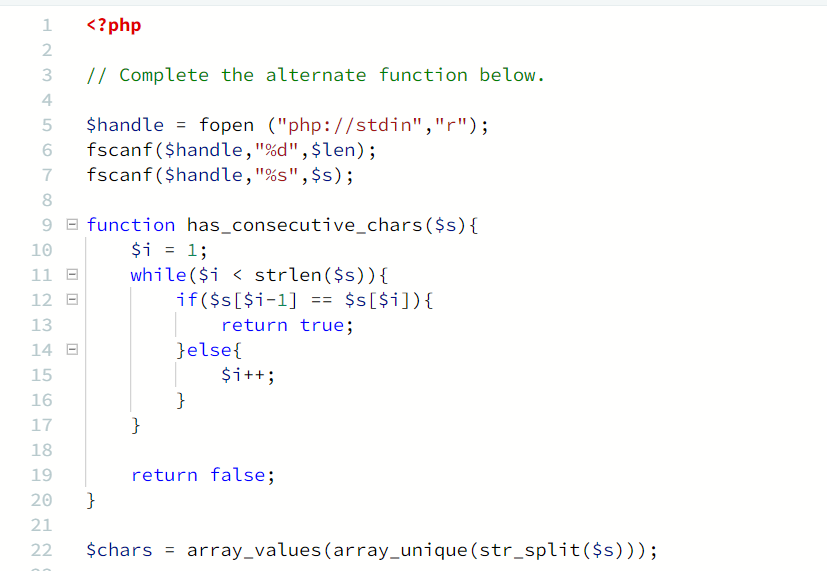 1 <?php
2
3 // Complete the alternate function below.
4
5 $handle = fopen ("php://stdin","r");
6 fscanf($handle,"%d",$len);
7 fscanf($handle,"%s",$s);
8
9 function has_consecutive_chars($s){
10     $i = 1;
11     while($i < strlen($s)){
12         if($s[$i-1] == $s[$i]){
13             return true;
14         }else{
15             $i++;
16         }
17     }
18
19     return false;
20 }
21
22 $chars = array_values(array_unique(str_split($s)));